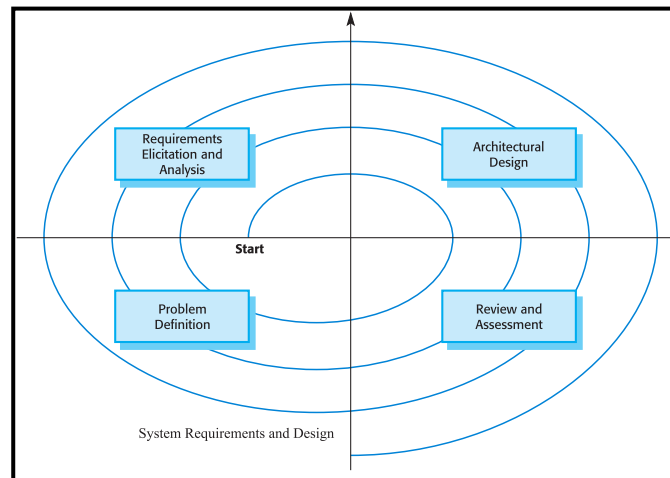 Requirements
Elicitation and
Analysis
Architectural
Design
Start
Problem
Definition
Review and
Assessment
System Requirements and Design